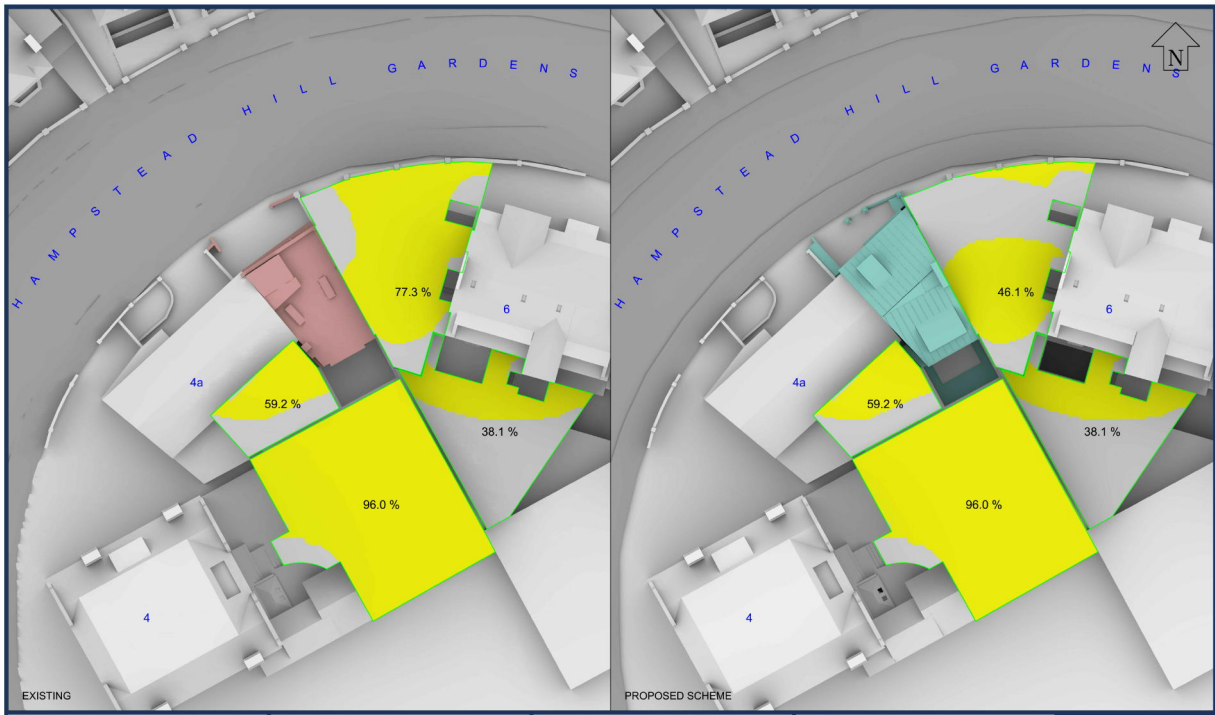 HAMPSTEAD HILL GARDENS
77.3 %
6
4a
59.2 %
38.1 %
96.0 %
4
EXISTING
HAMPSTEAD HILL GARDENS
N
46.1 %
6
4a
59.2 %
38.1 %
96.0 %
4
PROPOSED SCHEME